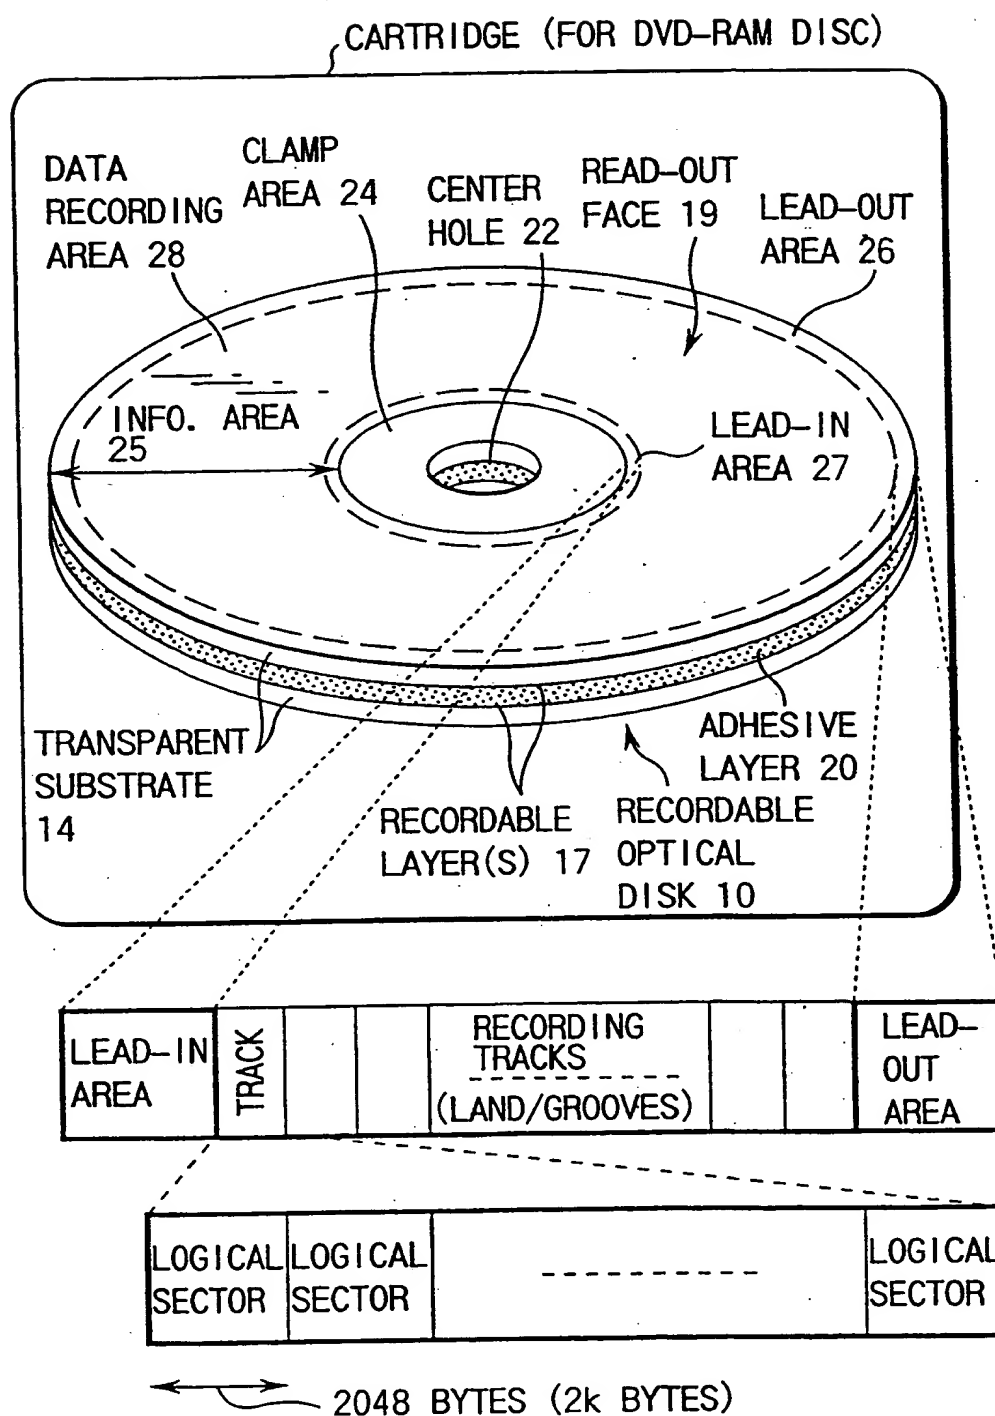 CARTRIDGE (FOR DVD-RAM DISC)
DATA
RECORDING
AREA 28
CLAMP
AREA 24
CENTER
HOLE 22
READ-OUT
FACE 19
LEAD-OUT
AREA 26
INFO. AREA
25
LEAD-IN
AREA 27
TRANSPARENT
SUBSTRATE
14
RECORDABLE
LAYER(S) 17
ADHESIVE
LAYER 20
RECORDABLE
OPTICAL
DISK 10
LEAD-IN
AREA
TRACK
RECORDING
TRACKS
(LAND/GROOVES)
LEAD-
OUT
AREA
LOGICAL
SECTOR
LOGICAL
SECTOR
LOGICAL
SECTOR
2048 BYTES (2k BYTES)